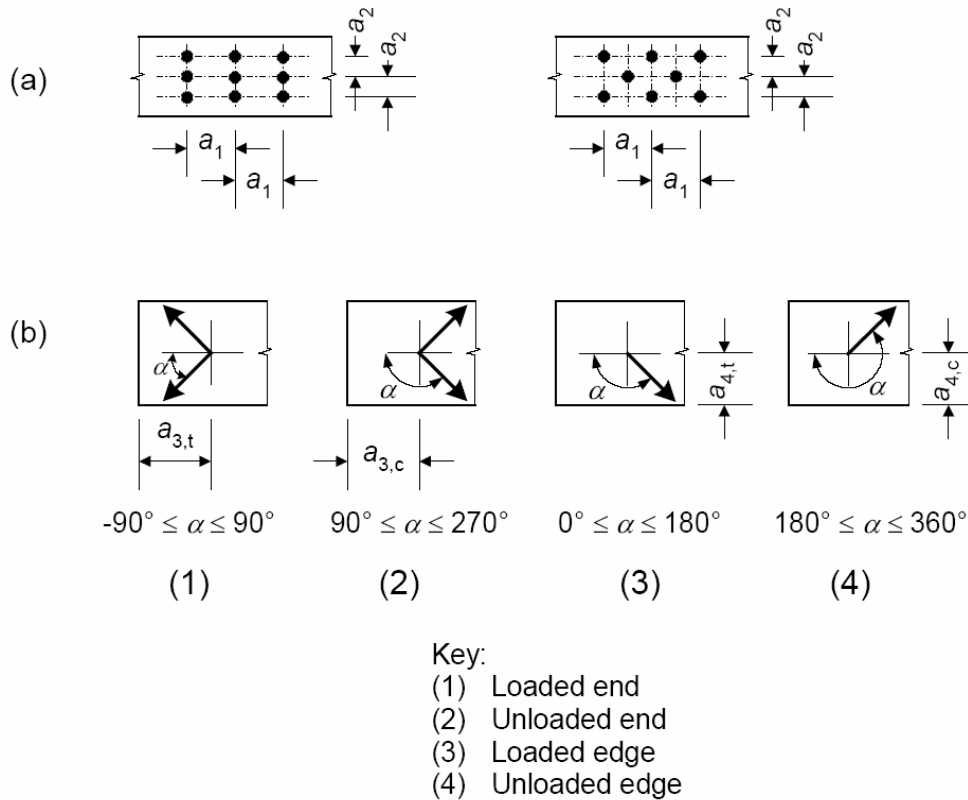 (a)
a2
a2
a1
a1
a2
a2
a1
a1
(b)
α
a3,t
α
a3,c
α
a4,t
α
a4,c
-90° ≤ α ≤ 90°
90° ≤ α ≤ 270°
0° ≤ α ≤ 180°
180° ≤ α ≤ 360°
(1)
(2)
(3)
(4)
Key:
(1) Loaded end
(2) Unloaded end
(3) Loaded edge
(4) Unloaded edge